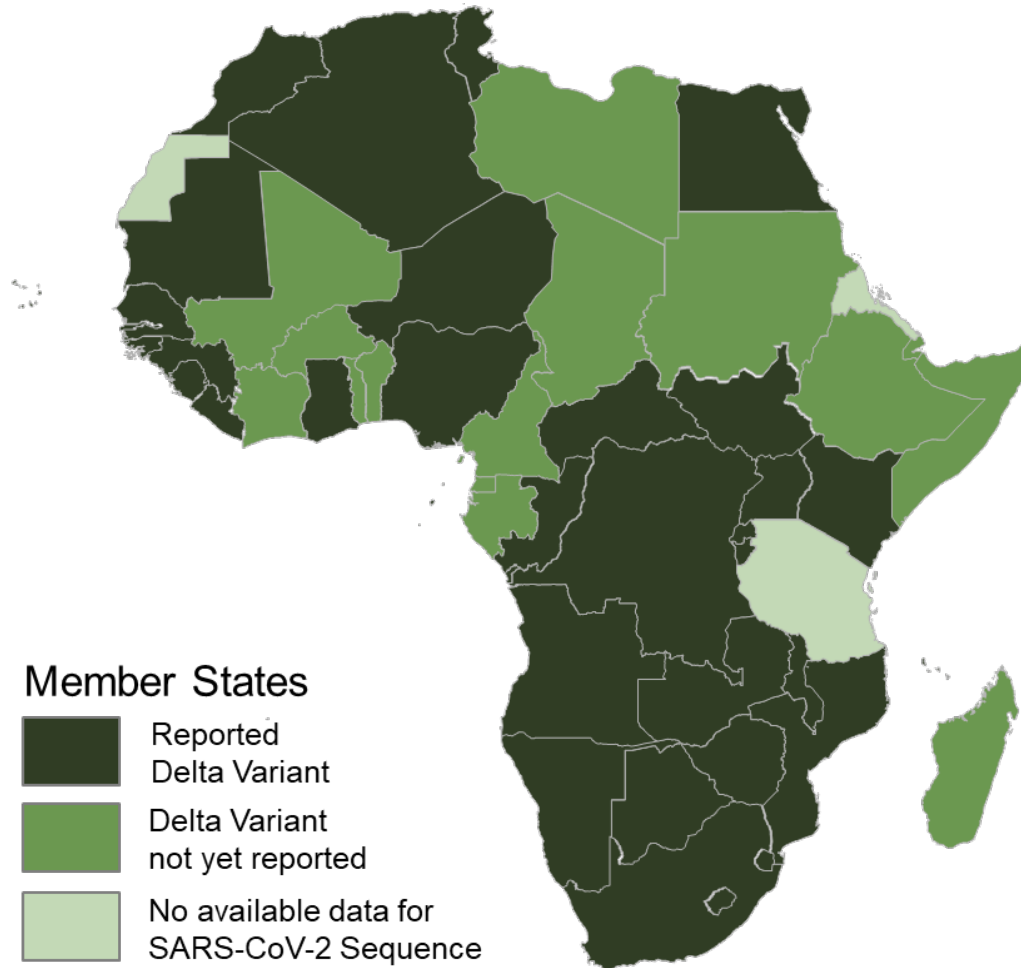 Member States
Reported
Delta Variant
Delta Variant
not yet reported
No available data for
SARS-CoV-2 Sequence